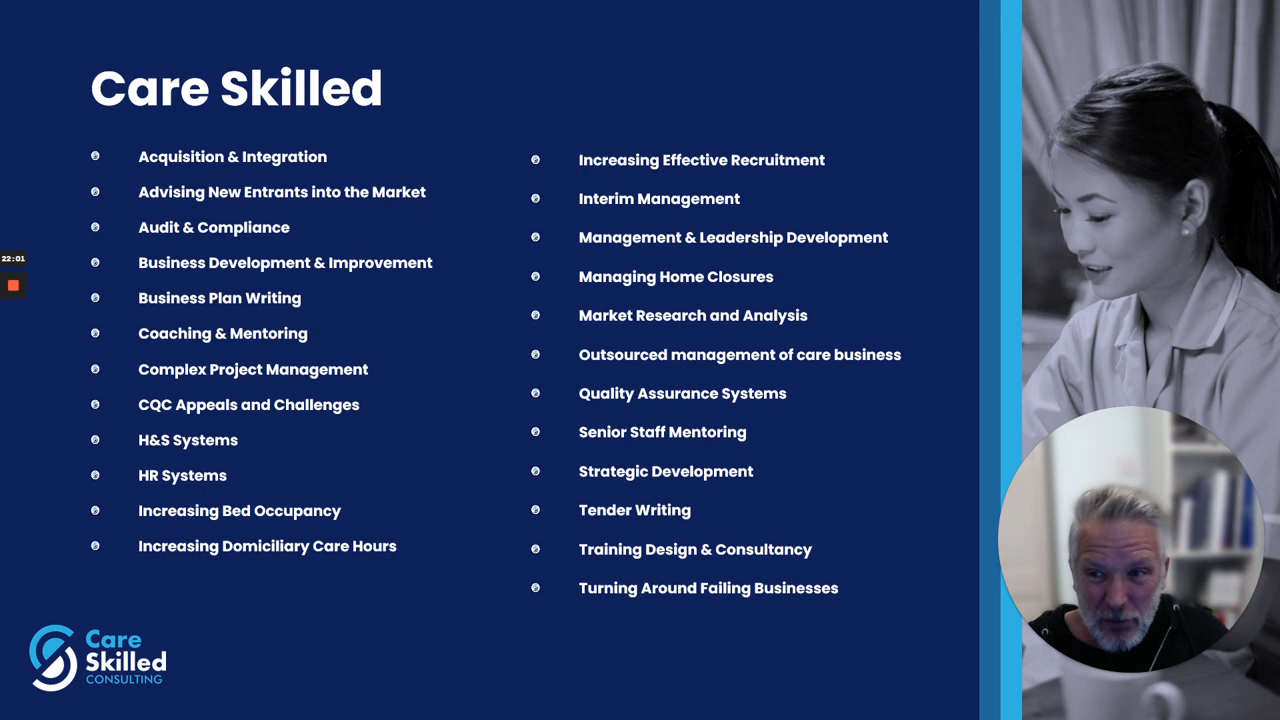 Care Skilled
Acquisition & Integration
Advising New Entrants into the Market
Audit & Compliance
Business Development & Improvement
Business Plan Writing
Coaching & Mentoring
Complex Project Management
CQC Appeals and Challenges
H&S Systems
HR Systems
Increasing Bed Occupancy
Increasing Domiciliary Care Hours
Increasing Effective Recruitment
Interim Management
Management & Leadership Development
Managing Home Closures
Market Research and Analysis
Outsourced management of care business
Quality Assurance Systems
Senior Staff Mentoring
Strategic Development
Tender Writing
Training Design & Consultancy
Turning Around Failing Businesses
22:01
Care
Skilled
CONSULTING